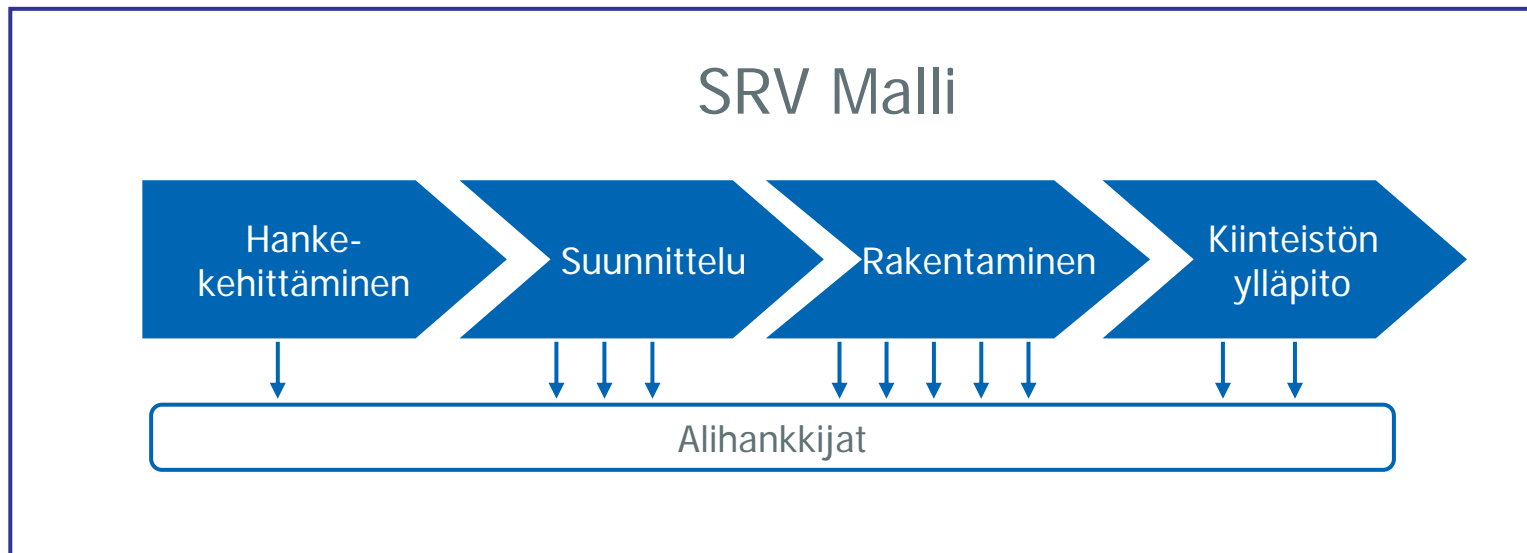 SRV Malli
Hanke-
kehittäminen
Suunnittelu
Rakentaminen
Kiinteistön
ylläpito
Alihankkijat